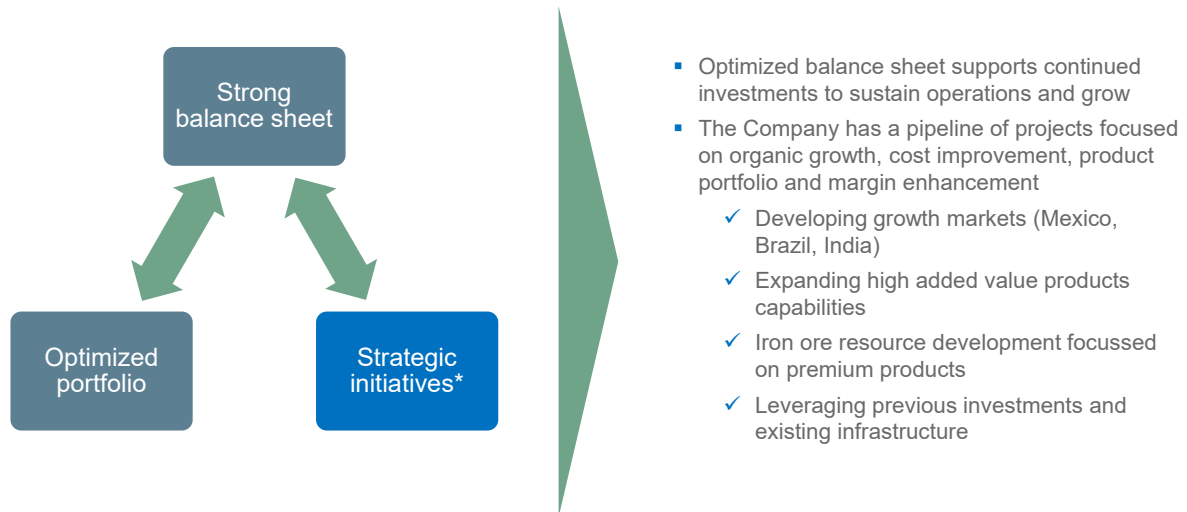 Strong
balance sheet
Optimized
portfolio
Strategic
initiatives*
▪ Optimized balance sheet supports continued
investments to sustain operations and grow
▪ The Company has a pipeline of projects focused
on organic growth, cost improvement, product
portfolio and margin enhancement
✓ Developing growth markets (Mexico,
Brazil, India)
✓ Expanding high added value products
capabilities
✓ Iron ore resource development focussed
on premium products
✓ Leveraging previous investments and
existing infrastructure